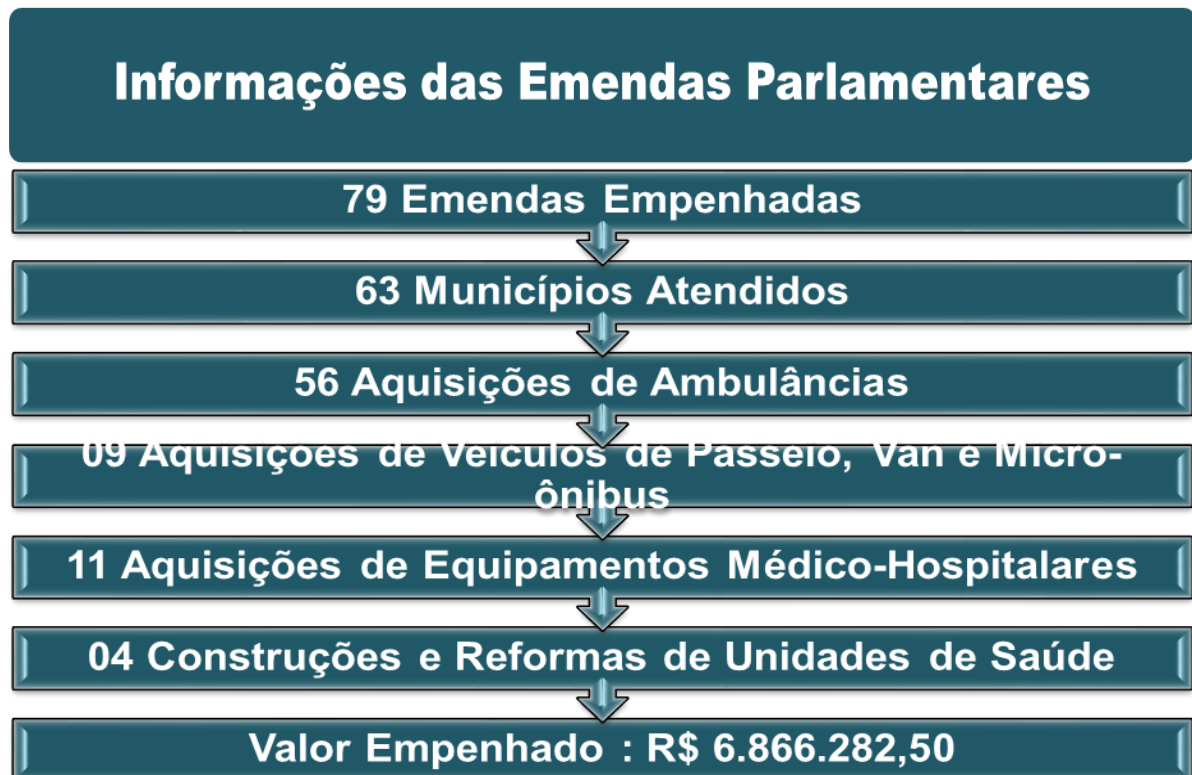 Informações das Emendas Parlamentares
79 Emendas Empenhadas
63 Municípios Atendidos
56 Aquisições de Ambulâncias
09 Aquisições de Veículos de Passeio, Van e Micro-
ônibus
11 Aquisições de Equipamentos Médico-Hospitalares
04 Construções e Reformas de Unidades de Saúde
Valor Empenhado : R$ 6.866.282,50